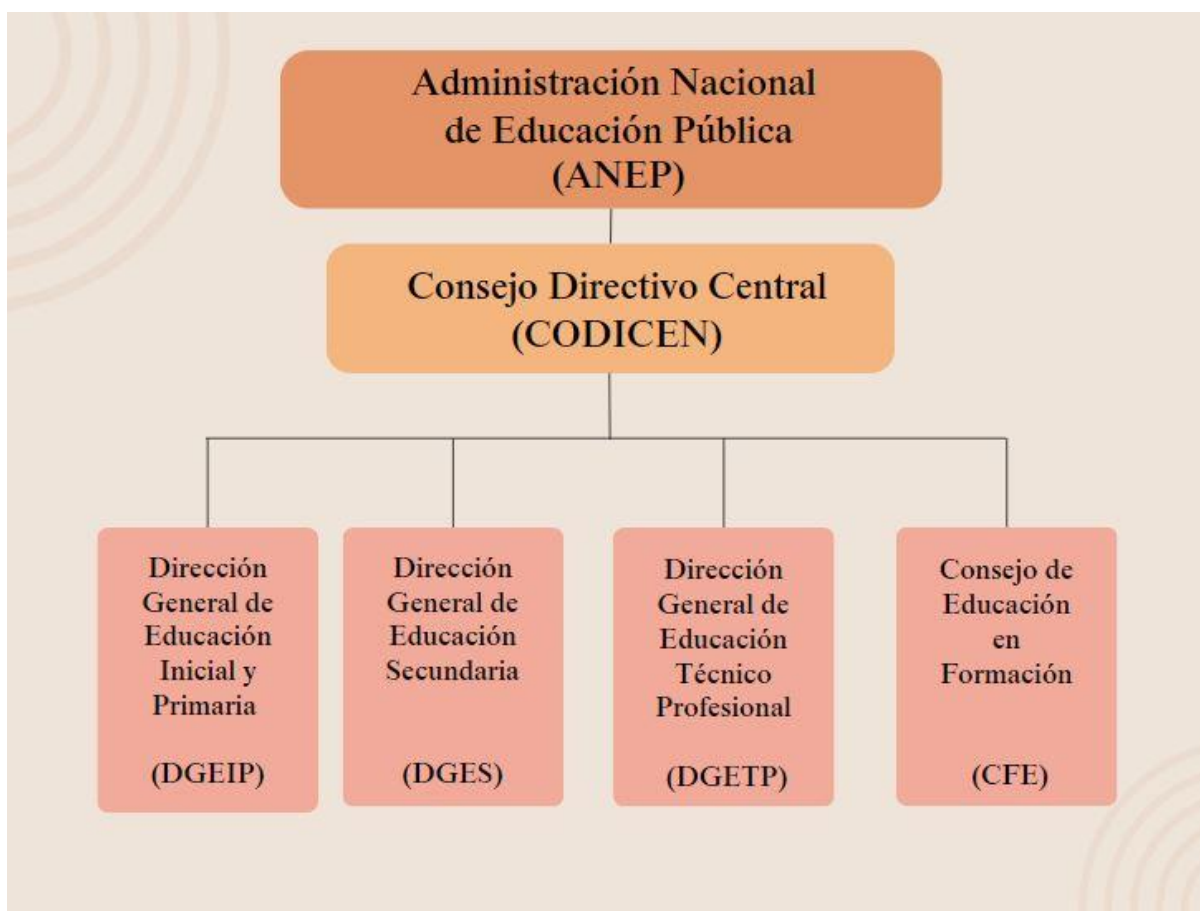 Administración Nacional
de Educación Pública
(ANEP)
Consejo Directivo Central
(CODICEN)
Dirección
General de
Educación
Inicial y
Primaria
(DGEIP)
Dirección
General de
Educación
Secundaria
(DGES)
Dirección
General de
Educación
Técnico
Profesional
(DGETP)
Consejo de
Educación
en
Formación
(CFE)